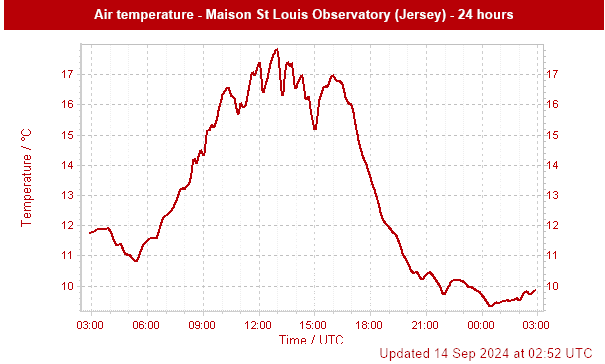 Air temperature - Maison St Louis Observatory (Jersey) - 24 hours
Temperature / °C
17 17
16 16
15 15
14 14
13 13
12 12
11 11
10 10
03:00 06:00 09:00 12:00 15:00 18:00 21:00 00:00 03:00
Time / UTC
Updated 14 Sep 2024 at 02:52 UTC